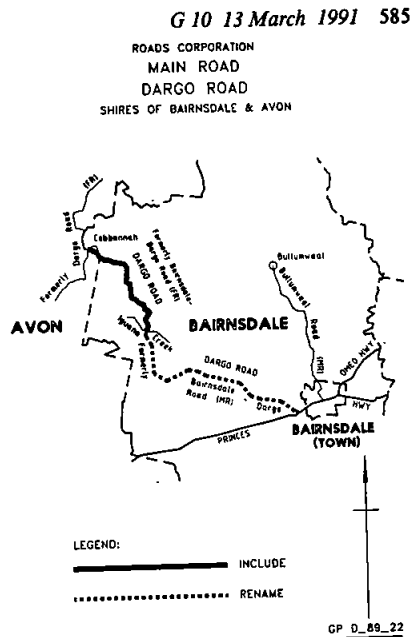 G 10 13 March 1991 585
ROADS CORPORATION
MAIN ROAD
DARGO ROAD
SHIRES OF BAIRNSDALE & AVON
(FR)
Road
Dargo
Formerly
Cobbannah
Formerly Bairnsdale-
Dargo Road (FR)
DARGO ROAD
Bullumwaal
Bullumwaal
Road
(MR)
AVON
BAIRNSDALE
Iguana
Creek
Formerly
DARGO ROAD
Bairnsdale
Road (MR)
Dargo
OMEO HWY
HWY
PRINCES
BAIRNSDALE
(TOWN)
LEGEND:
INCLUDE
RENAME
GP D_89_22